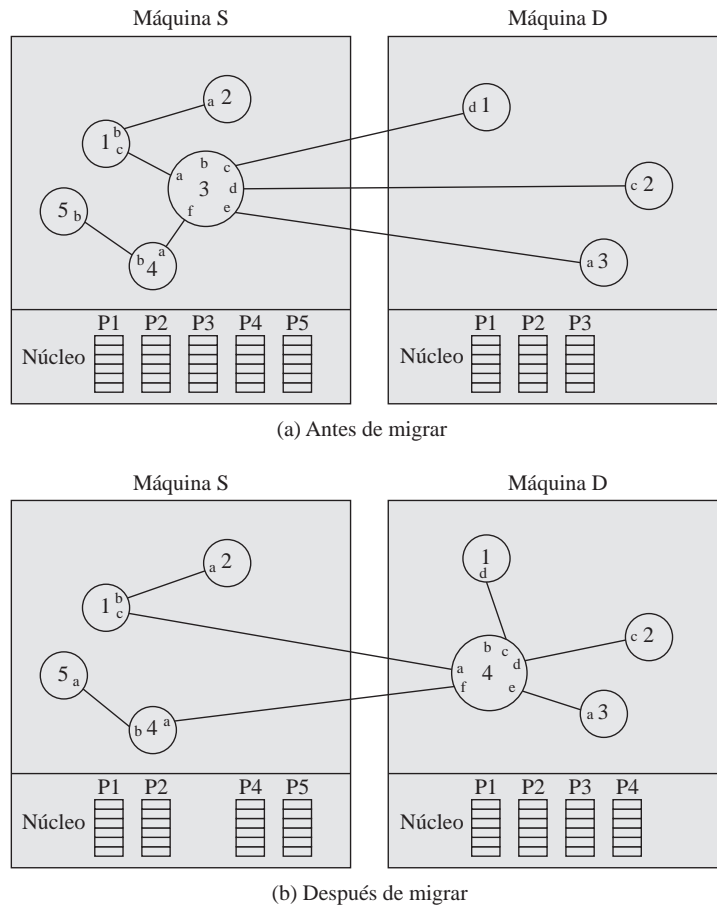 Máquina S
Máquina D
a 2
d 1
1 b
c
a b c
3 d
f e
c 2
5 b
a
b 4
a 3
P1 P2 P3 P4 P5
Núcleo
P1 P2 P3
Núcleo
(a) Antes de migrar
Máquina S
Máquina D
a 2
1
d
1 b
c
c 2
a b c d
4
f e
5 a
b 4 a
a 3
P1 P2 P4 P5
Núcleo
P1 P2 P3 P4
Núcleo
(b) Después de migrar